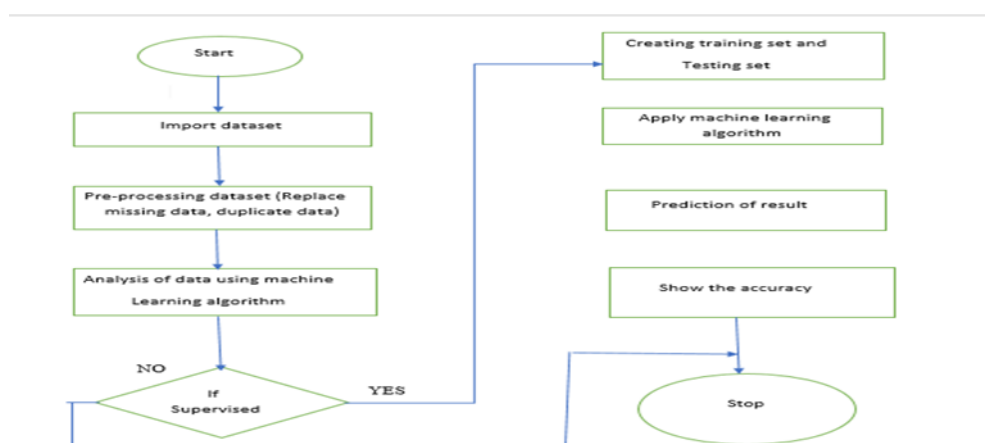 Start
Import dataset
Pre-processing dataset (Replace
missing data, duplicate data)
Analysis of data using machine
Learning algorithm
NO
If
Supervised
YES
Creating training set and
Testing set
Apply machine learning
algorithm
Prediction of result
Show the accuracy
Stop